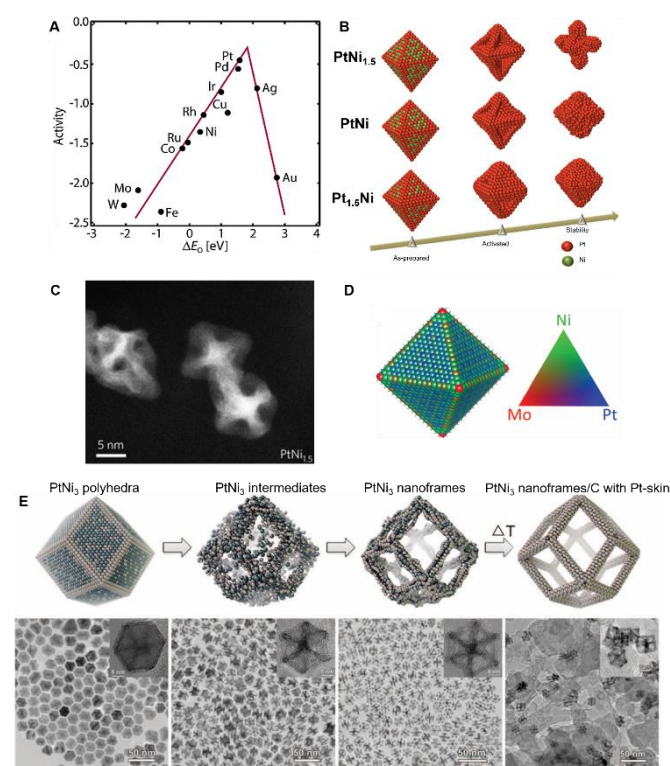 A
Activity
-0.0
-0.5
-1.0
-1.5
-2.0
-2.5
Pt
Pd
Ir
Ag
Cu
Rh
Ru
Ni
Co
Au
Mo
W
Fe
-3 -2 -1 0 1 2 3 4
ΔE_O [eV]
B
PtNi1.5
PtNi
Pt1.5Ni
As-prepared
Activated
Stability
Pt
Ni
C
5 nm
PtNi1.5
D
Ni
Mo
Pt
E
PtNi3 polyhedra
PtNi3 intermediates
PtNi3 nanoframes
PtNi3 nanoframes/C with Pt-skin
ΔT
50 nm
50 nm
50 nm
50 nm